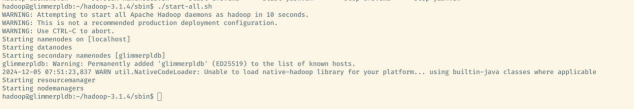 hadoop@glimmerpldb:~/hadoop-3.1.4/sbin$ ./start-all.sh
WARNING: Attempting to start all Apache Hadoop daemons as hadoop in 10 seconds.
WARNING: This is not a recommended production deployment configuration.
WARNING: Use CTRL-C to abort.
Starting namenodes on [localhost]
Starting datanodes
Starting secondary namenodes [glimmerpldb]
glimmerpldb: Warning: Permanently added 'glimmerpldb' (ED25519) to the list of known hosts.
2024-12-05 07:51:23,837 WARN util.NativeCodeLoader: Unable to load native-hadoop library for your platform... using builtin-java classes where applicable
Starting resourcemanager
Starting nodemanagers
hadoop@glimmerpldb:~/hadoop-3.1.4/sbin$